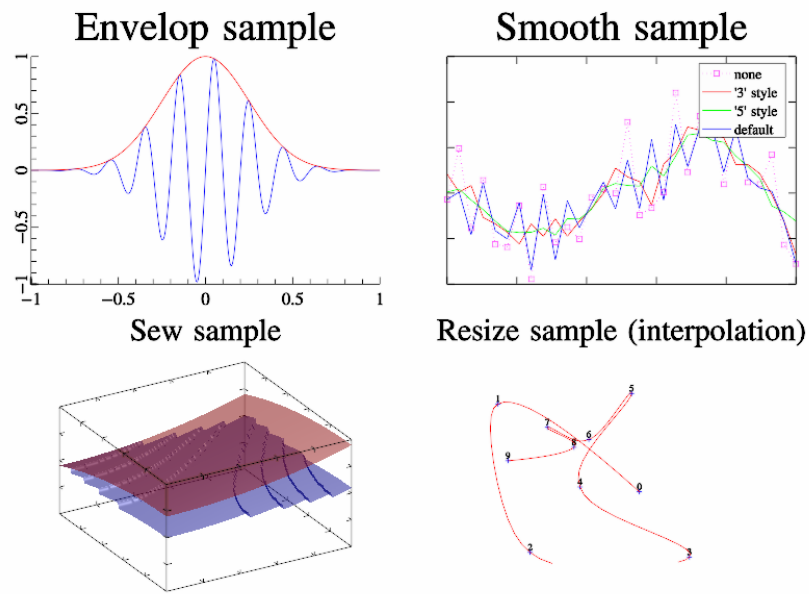 Envelop sample
Smooth sample
1
0.5
0
−0.5
−1
−1
−0.5
0
0.5
1
none
'3' style
'5' style
default
Sew sample
Resize sample (interpolation)
1
5
7
6
8
9
4
0
2
3